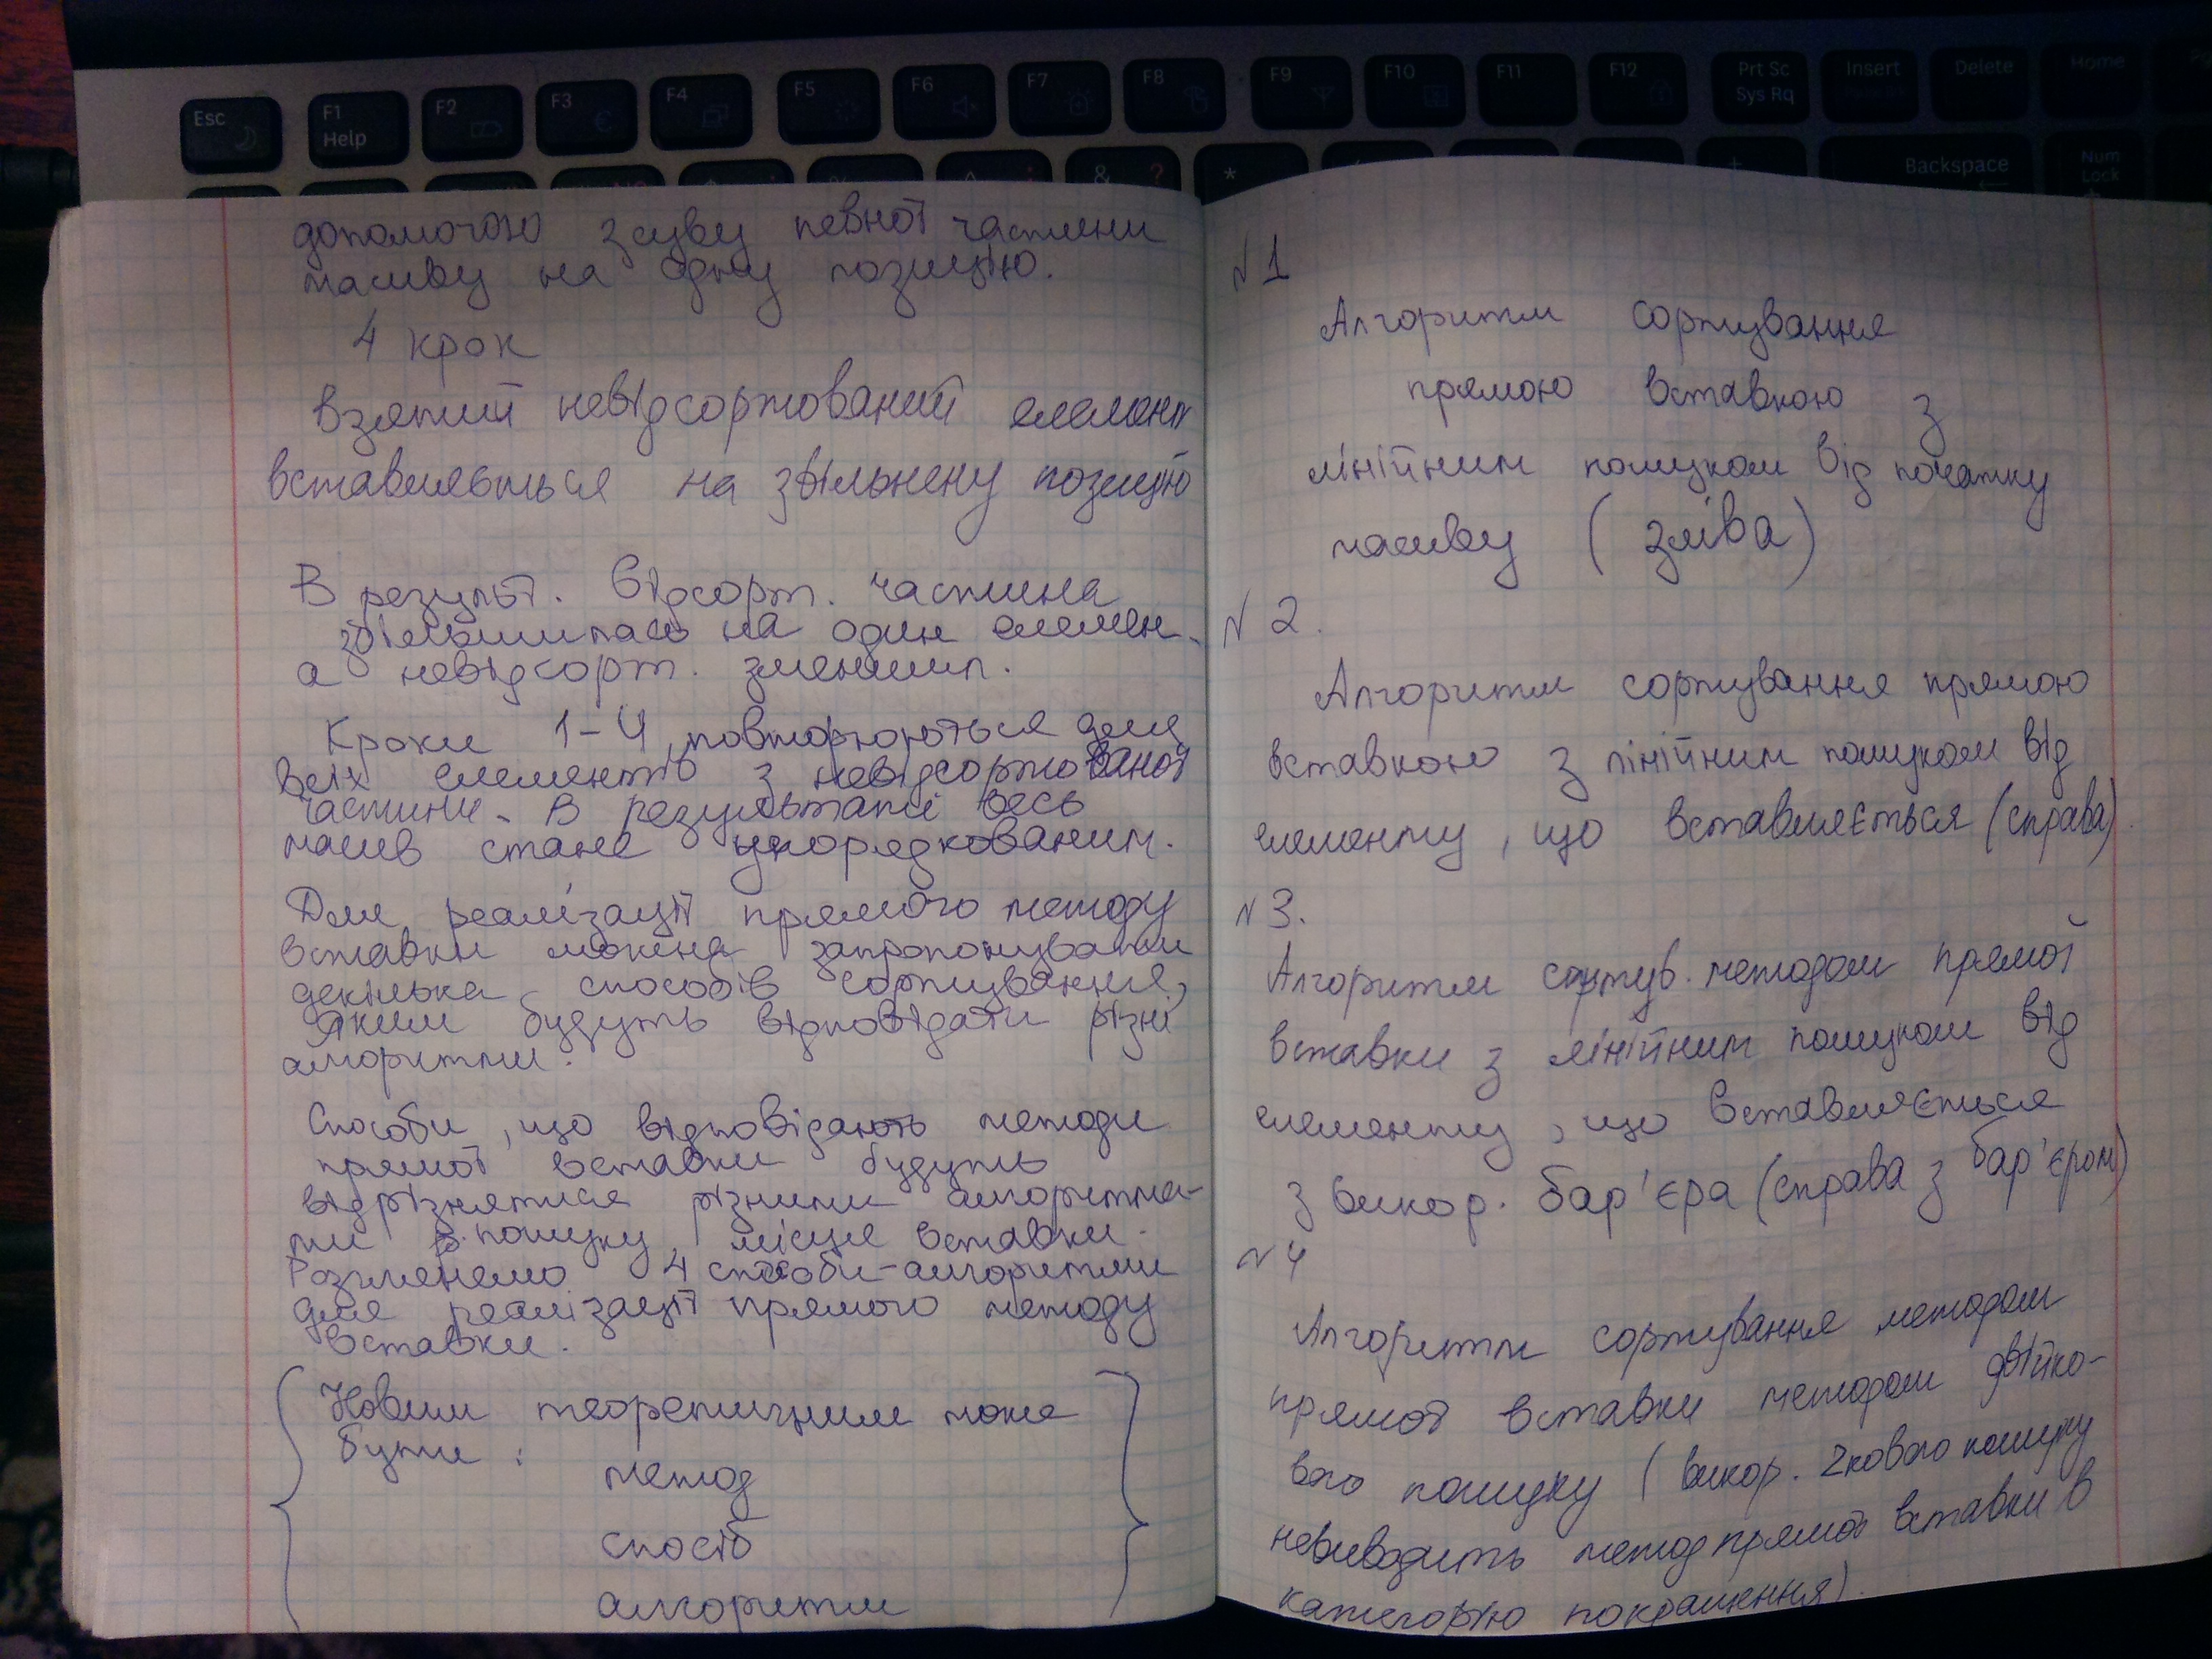 Esc
F1
Help
F2
F3
F4
F5
F6
F7
F8
F9
F10
F11
F12
Prt Sc
Sys Rq
Insert
Delete
Home
& ?
*
Backspace
Num
Lock
допомогою зсуву певної частини
масиву на одну позицію.
4 крок
Взятий невідсортований елемент
вставляється на звільнену позицію
В результ. відсорт. частина
збільшилась на один елемен.
а невідсорт. зменшил.
Кроки 1-4 повторюються для
всіх елементів з невідсортованої
частини. В результаті весь
масив стане упорядкованим.
Для реалізації прямого методу
вставки можна запропонувати
декілька способів сортування,
яким будуть відповідати різні
алгоритми.
Способи, що відповідають методи
прямої вставки будуть
відрізнятися різними алгоритма-
ми пошуку місця вставки.
Розглянемо 4 способи-алгоритми
для реалізації прямого методу
вставки.
Новим теоретичним може
бути :
метод
спосіб
алгоритм
№1
Алгоритм сортування
прямою вставкою з
лінійним пошуком від початку
масиву (зліва)
№2.
Алгоритм сортування прямою
вставкою з лінійним пошуком від
елементу, що вставляється (справа).
№3.
Алгоритм сортув. методом прямої
вставки з лінійним пошуком від
елементу, що вставляється
з викор. бар'єра (справа з бар'єром)
№4
Алгоритм сортування методом
прямої вставки методом двійко-
вого пошуку (викор. 2кового пошуку
невиводить метод прямої вставки в
категорію покращення).